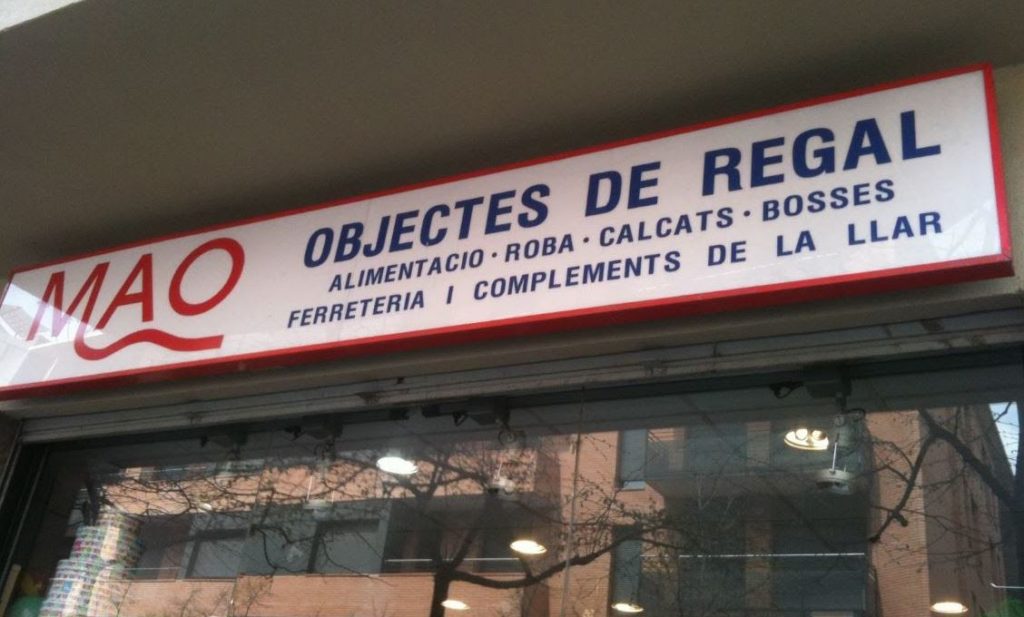 MAO
OBJECTES DE REGAL
ALIMENTACIO · ROBA · CALCATS · BOSSES
FERRETERIA I COMPLEMENTS DE LA LLAR